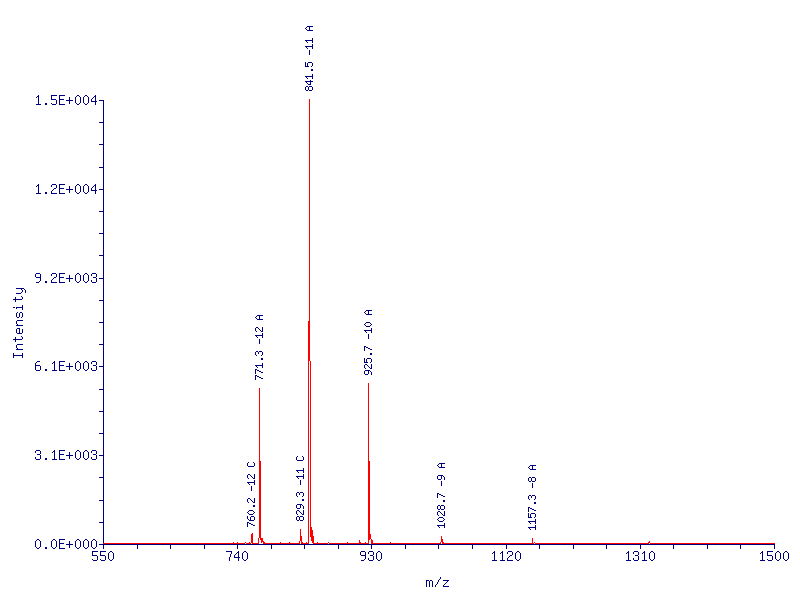 841.5 -11 A
1.5E+004
1.2E+004
9.2E+003
771.3 -12 A
925.7 -10 A
6.1E+003
Intensity
760.2 -12 C
829.3 -11 C
1028.7 -9 A
1157.3 -8 A
3.1E+003
0.0E+000
550
740
930
1120
1310
1500
m/z